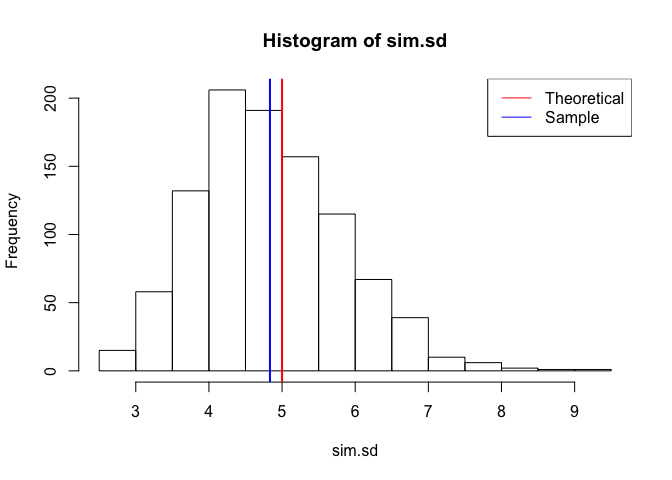 Histogram of sim.sd
Theoretical
Sample
Frequency
200
150
100
50
0
3 4 5 6 7 8 9
sim.sd